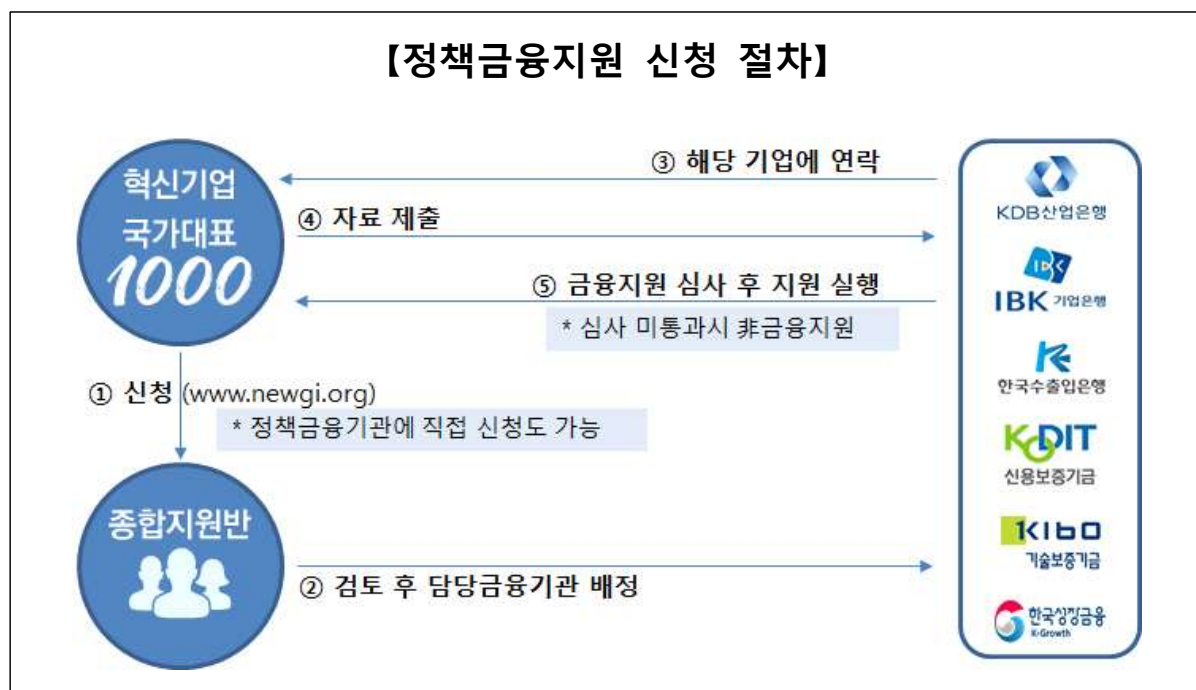 【정책금융지원 신청 절차】
혁신기업
국가대표
1000
③ 해당 기업에 연락
④ 자료 제출
⑤ 금융지원 심사 후 지원 실행
* 심사 미통과시 非금융지원
① 신청 (www.newgi.org)
* 정책금융기관에 직접 신청도 가능
종합지원반
② 검토 후 담당금융기관 배정
KDB산업은행
IBK
IBK 기업은행
한국수출입은행
KODIT
신용보증기금
KIBO
기술보증기금
한국성장금융
K-Growth